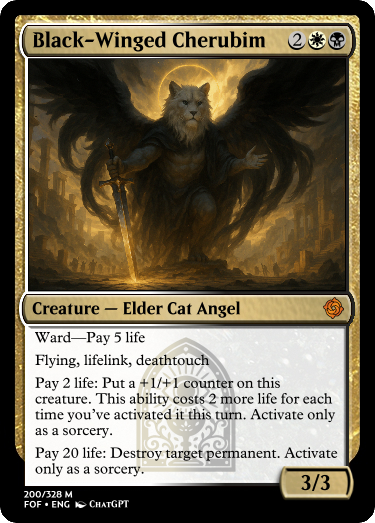 Black-Winged Cherubim 2
Creature — Elder Cat Angel
Ward—Pay 5 life
Flying, lifelink, deathtouch
Pay 2 life: Put a +1/+1 counter on this
creature. This ability costs 2 more life for each
time you've activated it this turn. Activate only
as a sorcery.
Pay 20 life: Destroy target permanent. Activate
only as a sorcery.
3/3
200/328 M
FOF • ENG ChatGPT